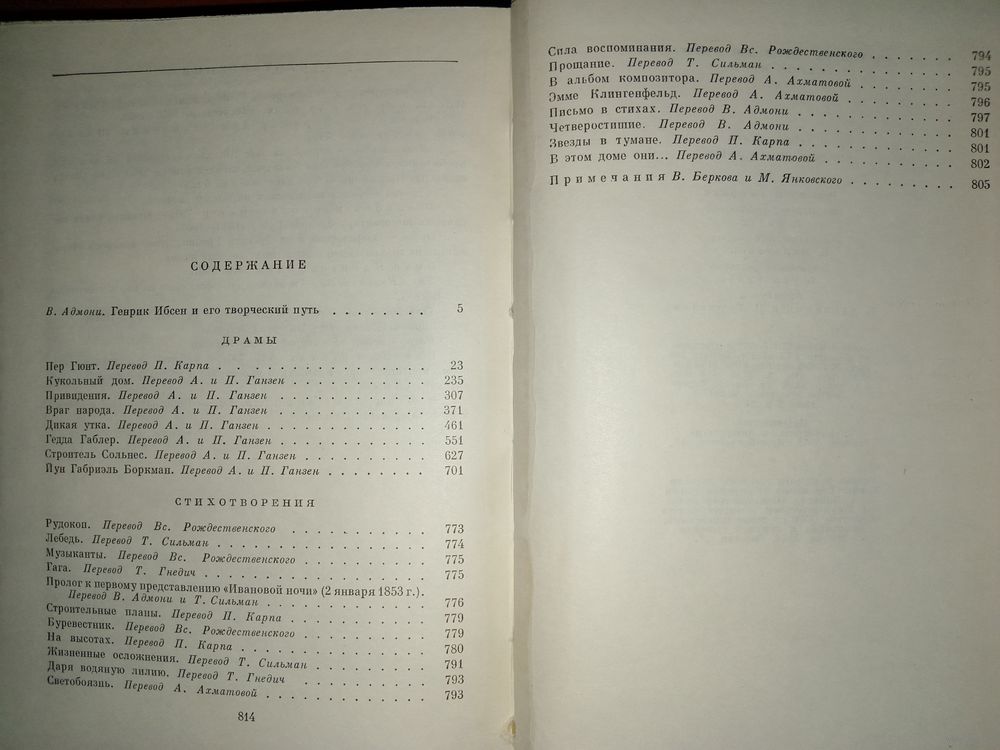 СОДЕРЖАНИЕ
В. Адмони. Генрик Ибсен и его творческий путь . . . . . . . . 5
ДРАМЫ
Пер Гюнт. Перевод П. Карпа . . . . . . . . . . . . . . 23
Кукольный дом. Перевод А. и П. Ганзен . . . . . . . . . . 235
Привидения. Перевод А. и П. Ганзен . . . . . . . . . . . 307
Враг народа. Перевод А. и П. Ганзен . . . . . . . . . . . 371
Дикая утка. Перевод А. и П. Ганзен . . . . . . . . . . . . 461
Гедда Габлер. Перевод А. и П. Ганзен . . . . . . . . . . . 551
Строитель Сольнес. Перевод А. и П. Ганзен . . . . . . . . . 627
Йун Габриэль Боркман. Перевод А. и П. Ганзен . . . . . . . . 701
СТИХОТВОРЕНИЯ
Рудокоп. Перевод Вс. Рождественского . . . . . . . . . . 773
Лебедь. Перевод Т. Сильман . . . . . . . . . . . . . . 774
Музыканты. Перевод Вс. Рождественского . . . . . . . . . 775
Гага. Перевод Т. Гнедич . . . . . . . . . . . . . . . 775
Пролог к первому представлению «Ивановой ночи» (2 января 1853 г.).
Перевод В. Адмони и Т. Сильман . . . . . . . . . . . . 776
Строительные планы. Перевод П. Карпа . . . . . . . . . . 779
Буревестник. Перевод Вс. Рождественского . . . . . . . . . 779
На высотах. Перевод П. Карпа . . . . . . . . . . . . . 780
Жизненные осложнения. Перевод Т. Сильман . . . . . . . . 791
Даря водяную лилию. Перевод Т. Гнедич . . . . . . . . . . 793
Светобоязнь. Перевод А. Ахматовой . . . . . . . . . . . 793
814
Сила воспоминания. Перевод Вс. Рождественского . . . . . . . 794
Прощание. Перевод Т. Сильман . . . . . . . . . . . . . 795
В альбом композитора. Перевод А. Ахматовой . . . . . . . . 795
Эмме Клингенфельд. Перевод А. Ахматовой . . . . . . . . . 796
Письмо в стихах. Перевод В. Адмони . . . . . . . . . . . 797
Четверостишие. Перевод В. Адмони . . . . . . . . . . . . 801
Звезды в тумане. Перевод П. Карпа . . . . . . . . . . . . 801
В этом доме они... Перевод А. Ахматовой . . . . . . . . . . 802
Примечания В. Беркова и М. Янковского . . . . . . . . 805